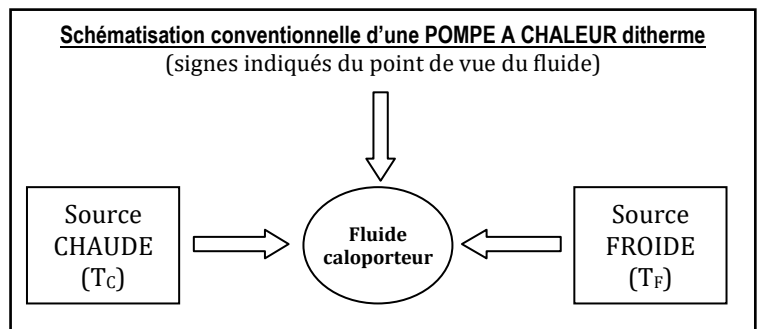 Schématisation conventionnelle d'une POMPE A CHALEUR ditherme
(signes indiqués du point de vue du fluide)
Source
CHAUDE
(TC)
Fluide
caloporteur
Source
FROIDE
(TF)